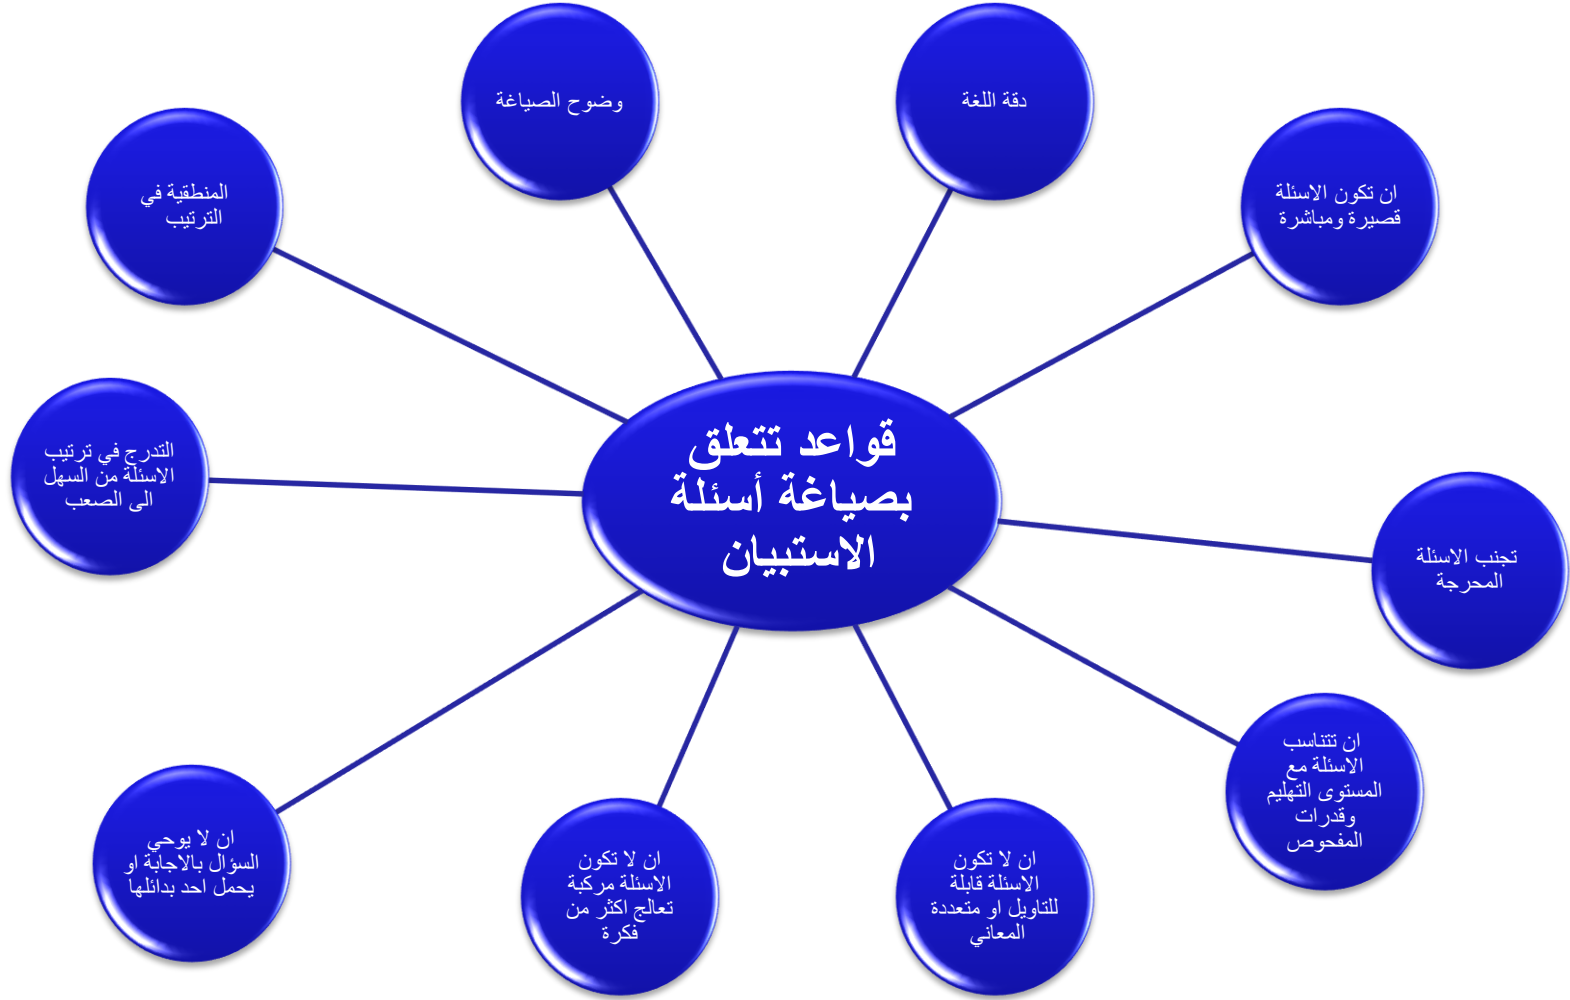 دقة اللغة
وضوح الصياغة
ان تكون الاسئلة
قصيرة ومباشرة
المنطقية في
الترتيب
قواعد تتعلق
بصياغة أسئلة
الاستبيان
التدرج في ترتيب
الاسئلة من السهل
الى الصعب
تجنب الاسئلة
المحرجة
ان تتناسب
الاسئلة مع
المستوى التهليم
وقدرات
المفحوص
ان لا تكون
الاسئلة قابلة
للتاويل او متعددة
المعاني
ان لا تكون
الاسئلة مركبة
تعالج اكثر من
فكرة
ان لا يوحي
السؤال بالاجابة او
يحمل احد بدائلها